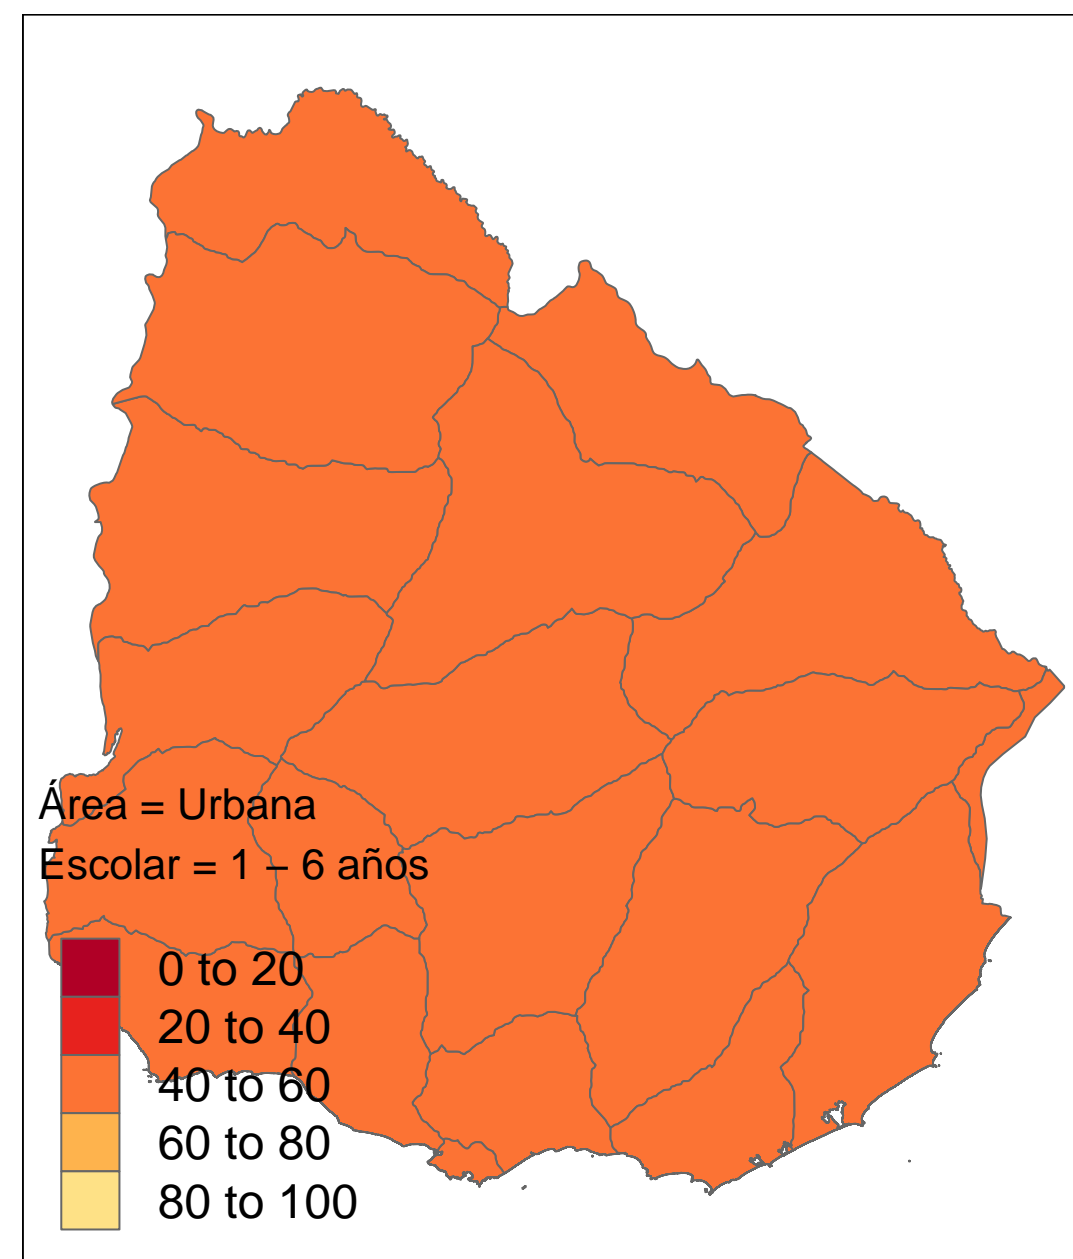 Área = Urbana
Escolar = 1 – 6 años
0 to 20
20 to 40
40 to 60
60 to 80
80 to 100